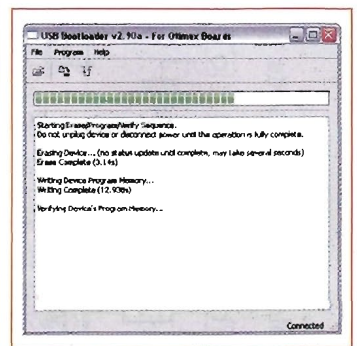 USB Bootloader v2.90a - For Olimex Boards
File Program Help
Starting Erase/Program/Verify Sequence.
Do not unplug device or disconnect power until the operation is fully complete.
Erasing Device... (no status update until complete, may take several seconds)
Erase Complete (3.14s)
Writing Device Program Memory...
Writing Complete (12.938s)
Verifying Device's Program Memory...
Connected